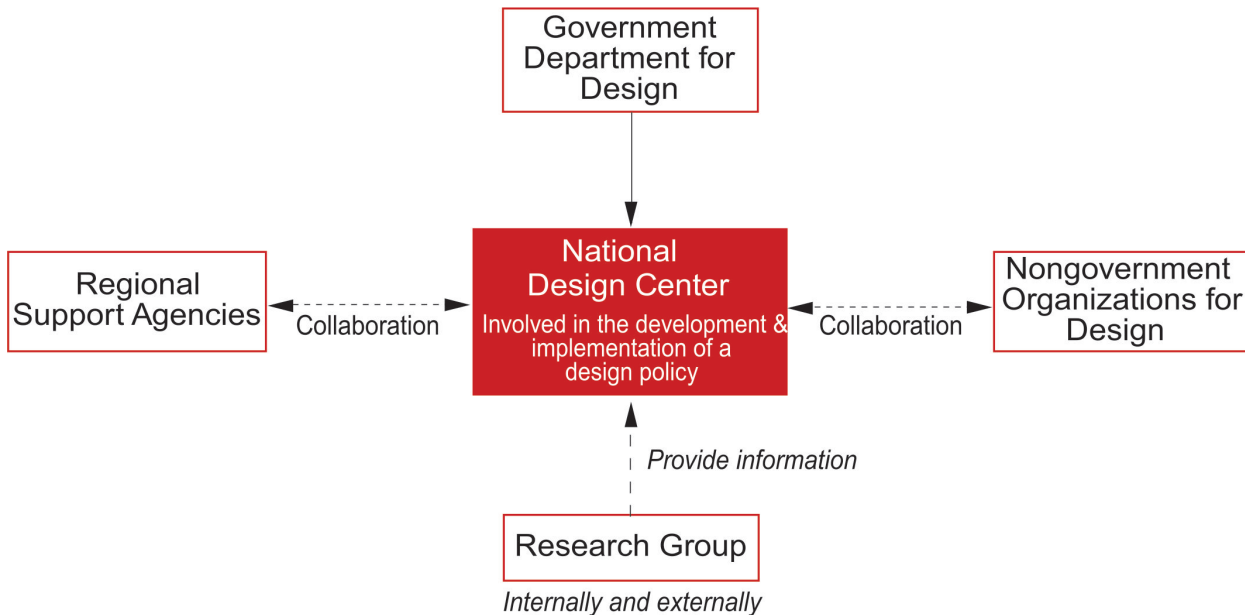 Government
Department for
Design
National
Design Center
Involved in the development &
implementation of a
design policy
Regional
Support Agencies
Collaboration
Collaboration
Nongovernment
Organizations for
Design
Provide information
Research Group
Internally and externally